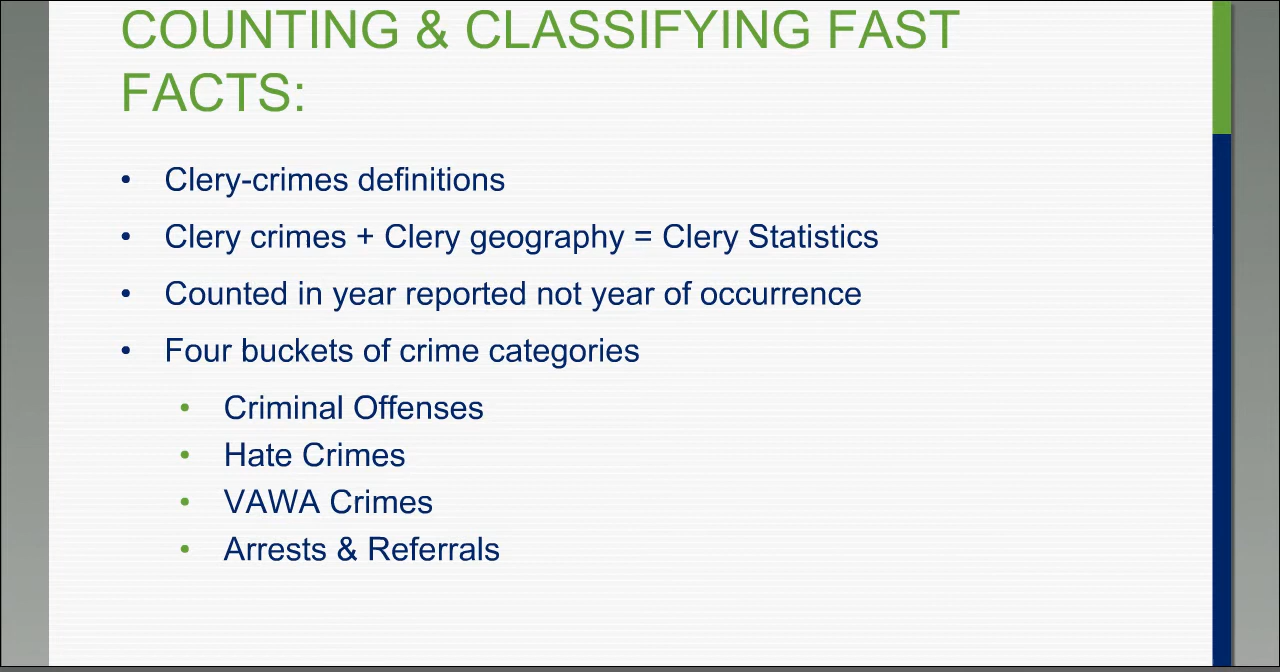 COUNTING & CLASSIFYING FAST
FACTS:
• Clery-crimes definitions
• Clery crimes + Clery geography = Clery Statistics
• Counted in year reported not year of occurrence
• Four buckets of crime categories
• Criminal Offenses
• Hate Crimes
• VAWA Crimes
• Arrests & Referrals